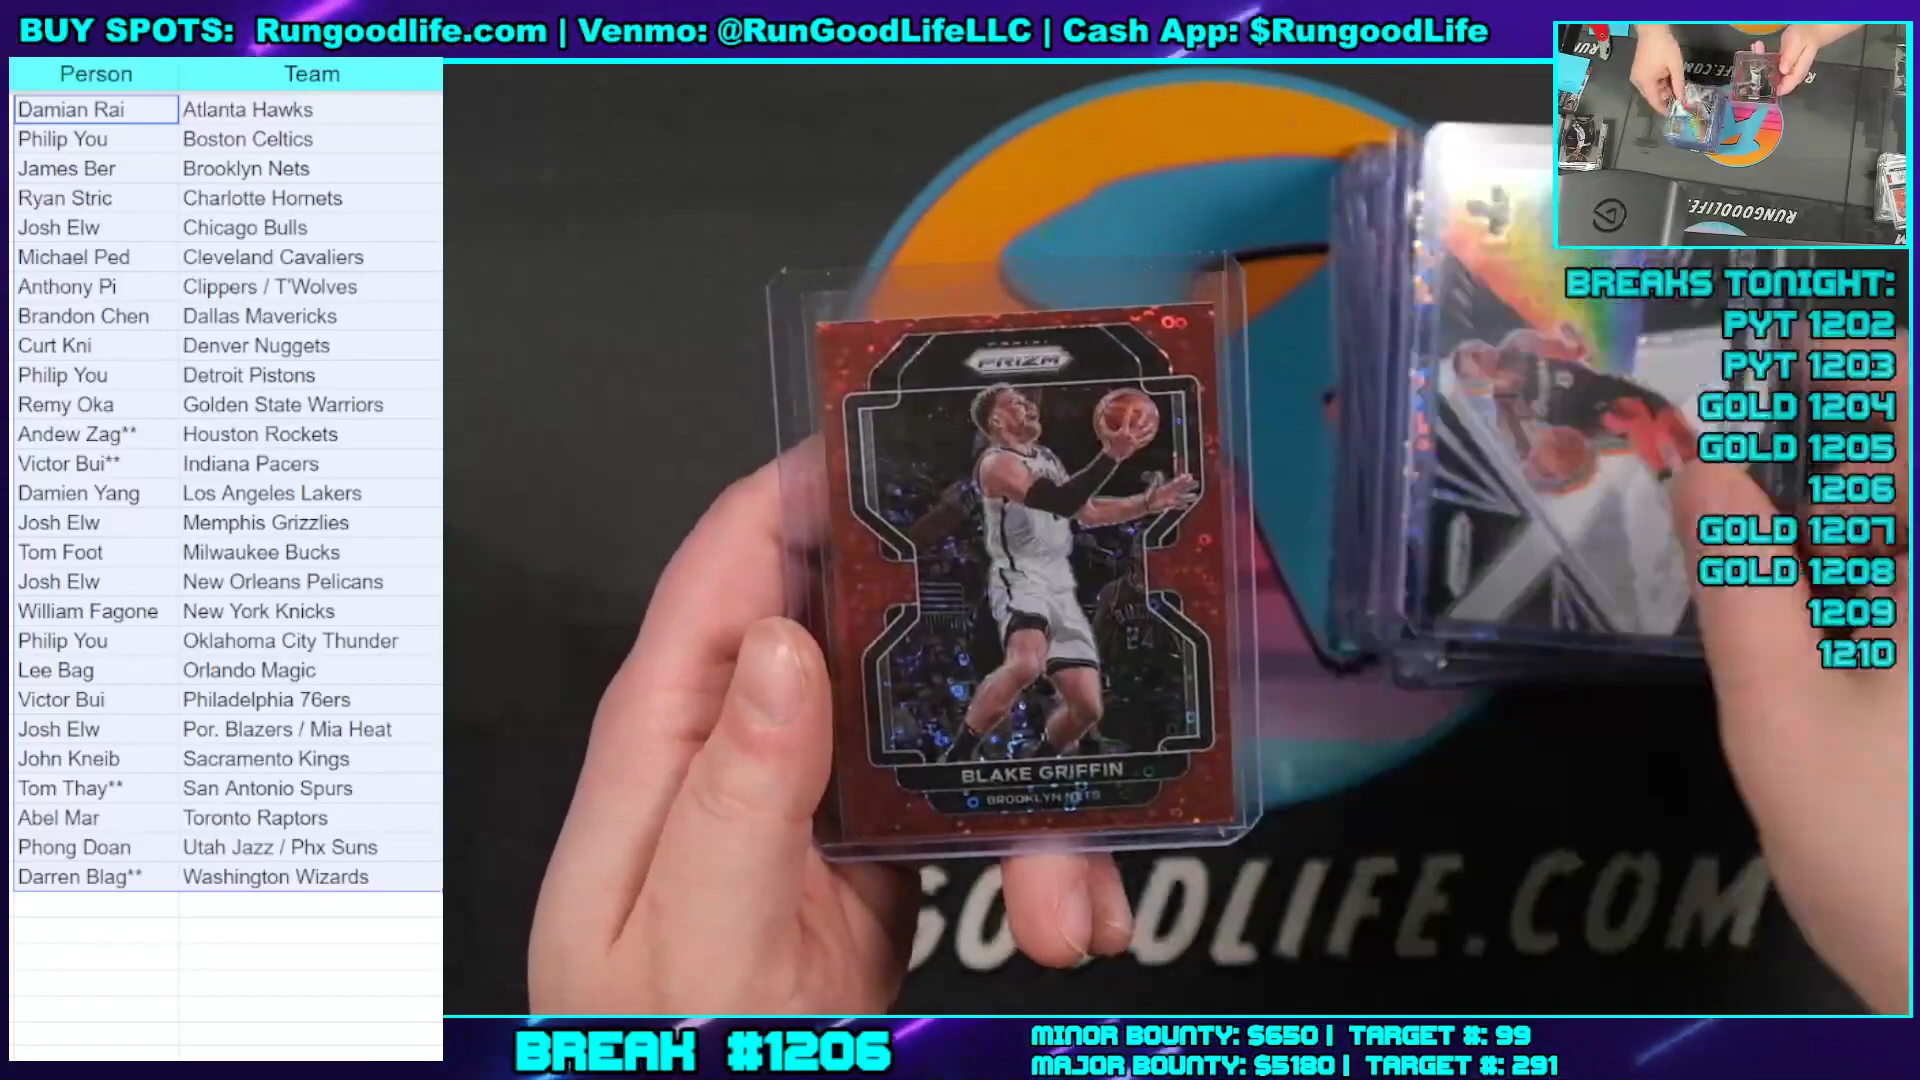 BUY SPOTS: Rungoodlife.com | Venmo: @RunGoodLifeLLC | Cash App: $RungoodLife
Person Team
Damian Rai Atlanta Hawks
Philip You Boston Celtics
James Ber Brooklyn Nets
Ryan Stric Charlotte Hornets
Josh Elw Chicago Bulls
Michael Ped Cleveland Cavaliers
Anthony Pi Clippers / T'Wolves
Brandon Chen Dallas Mavericks
Curt Kni Denver Nuggets
Philip You Detroit Pistons
Remy Oka Golden State Warriors
Andew Zag** Houston Rockets
Victor Bui** Indiana Pacers
Damien Yang Los Angeles Lakers
Josh Elw Memphis Grizzlies
Tom Foot Milwaukee Bucks
Josh Elw New Orleans Pelicans
William Fagone New York Knicks
Philip You Oklahoma City Thunder
Lee Bag Orlando Magic
Victor Bui Philadelphia 76ers
Josh Elw Por. Blazers / Mia Heat
John Kneib Sacramento Kings
Tom Thay** San Antonio Spurs
Abel Mar Toronto Raptors
Phong Doan Utah Jazz / Phx Suns
Darren Blag** Washington Wizards
PANINI
PRIZM
BLAKE GRIFFIN
BROOKLYN NETS
GOODLIFE.COM
LIFE.COM
RUNGOODLIFE
BREAKS TONIGHT:
PYT 1202
PYT 1203
GOLD 1204
GOLD 1205
1206
GOLD 1207
GOLD 1208
1209
1210
BREAK #1206
MINOR BOUNTY: $650 | TARGET #: 99
MAJOR BOUNTY: $5180 | TARGET #: 291